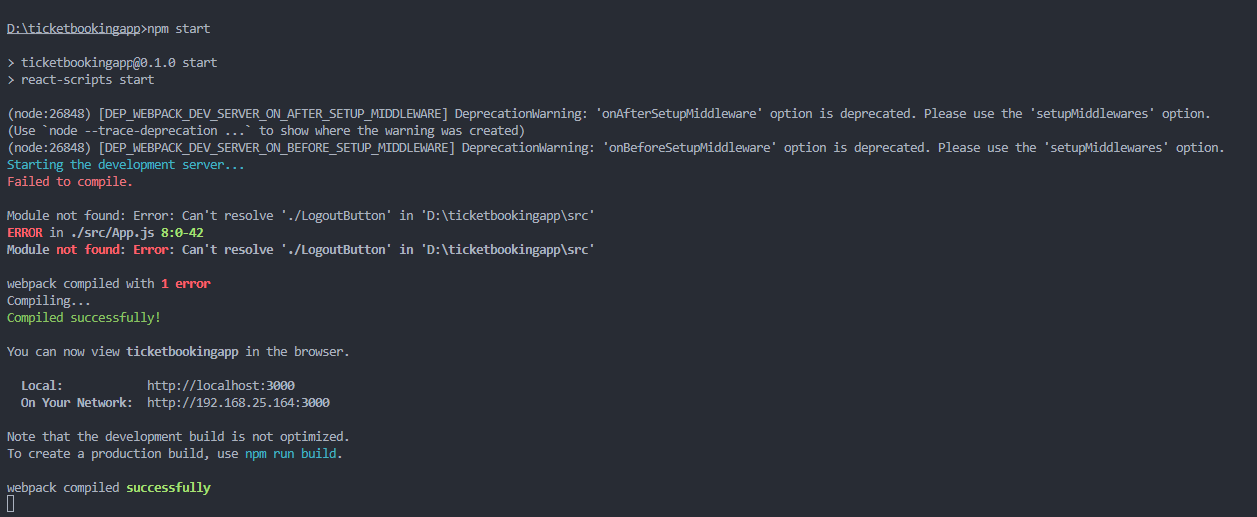 D:\ticketbookingapp>npm start
> ticketbookingapp@0.1.0 start
> react-scripts start
(node:26848) [DEP_WEBPACK_DEV_SERVER_ON_AFTER_SETUP_MIDDLEWARE] DeprecationWarning: 'onAfterSetupMiddleware' option is deprecated. Please use the 'setupMiddlewares' option.
(Use `node --trace-deprecation ...` to show where the warning was created)
(node:26848) [DEP_WEBPACK_DEV_SERVER_ON_BEFORE_SETUP_MIDDLEWARE] DeprecationWarning: 'onBeforeSetupMiddleware' option is deprecated. Please use the 'setupMiddlewares' option.
Starting the development server...
Failed to compile.
Module not found: Error: Can't resolve './LogoutButton' in 'D:\ticketbookingapp\src'
ERROR in ./src/App.js 8:0-42
Module not found: Error: Can't resolve './LogoutButton' in 'D:\ticketbookingapp\src'
webpack compiled with 1 error
Compiling...
Compiled successfully!
You can now view ticketbookingapp in the browser.
Local: http://localhost:3000
On Your Network: http://192.168.25.164:3000
Note that the development build is not optimized.
To create a production build, use npm run build.
webpack compiled successfully